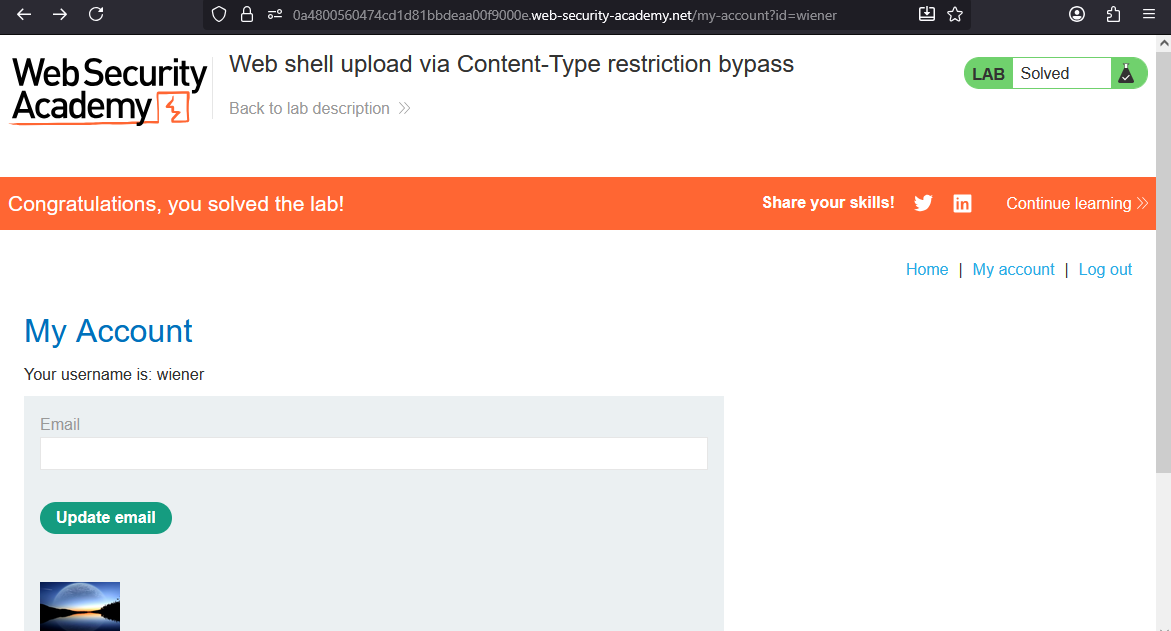 0a4800560474cd1d81bbdeaa00f9000e.web-security-academy.net/my-account?id=wiener
Web Security
Academy
Web shell upload via Content-Type restriction bypass
Back to lab description
LAB Solved
Congratulations, you solved the lab!
Share your skills!
Continue learning
Home | My account | Log out
My Account
Your username is: wiener
Email
Update email